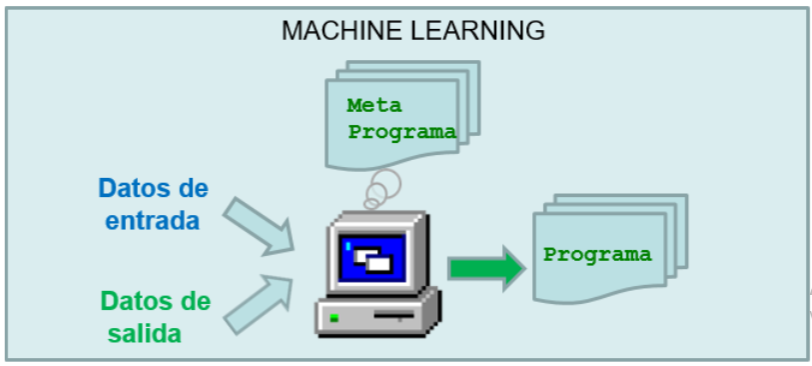 MACHINE LEARNING
Meta
Programa
Datos de
entrada
Programa
Datos de
salida